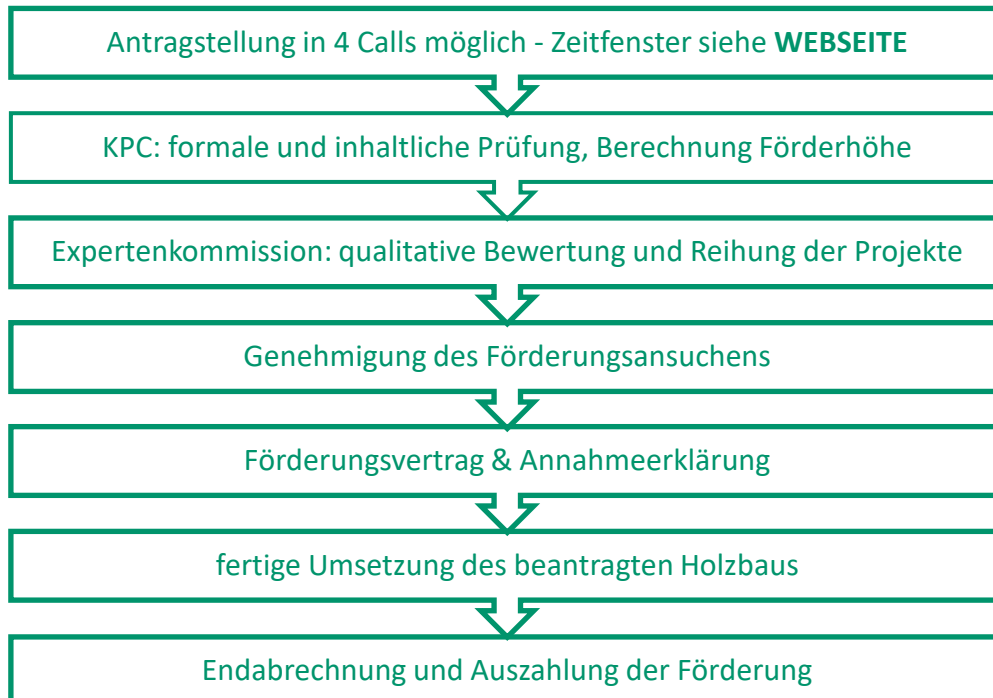 Antragstellung in 4 Calls möglich - Zeitfenster siehe WEBSEITE
KPC: formale und inhaltliche Prüfung, Berechnung Förderhöhe
Expertenkommission: qualitative Bewertung und Reihung der Projekte
Genehmigung des Förderungsansuchens
Förderungsvertrag & Annahmeerklärung
fertige Umsetzung des beantragten Holzbaus
Endabrechnung und Auszahlung der Förderung